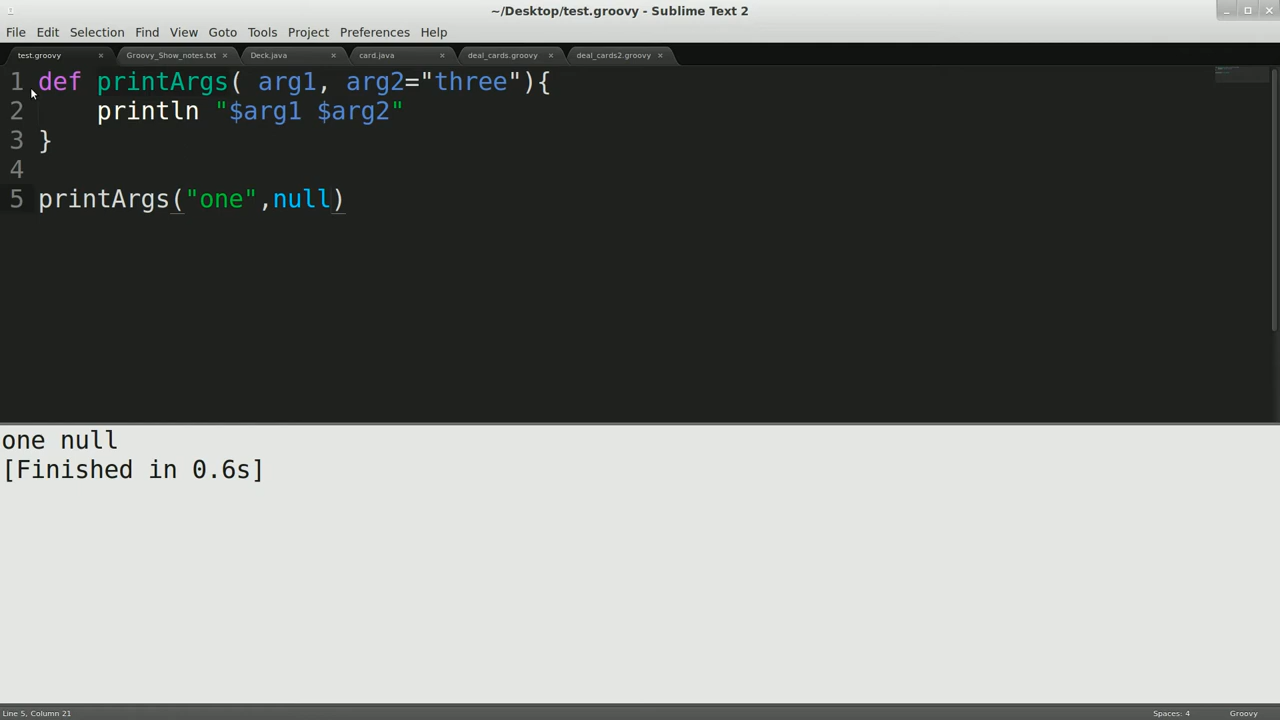 ~/Desktop/test.groovy - Sublime Text 2
File Edit Selection Find View Goto Tools Project Preferences Help
test.groovy × Groovy_Show_notes.txt × Deck.java × card.java × deal_cards.groovy × deal_cards2.groovy ×
1 def printArgs( arg1, arg2="three"){
2     println "$arg1 $arg2"
3 }
4
5 printArgs("one",null)
one null
[Finished in 0.6s]
Line 5, Column 21 Spaces: 4 Groovy